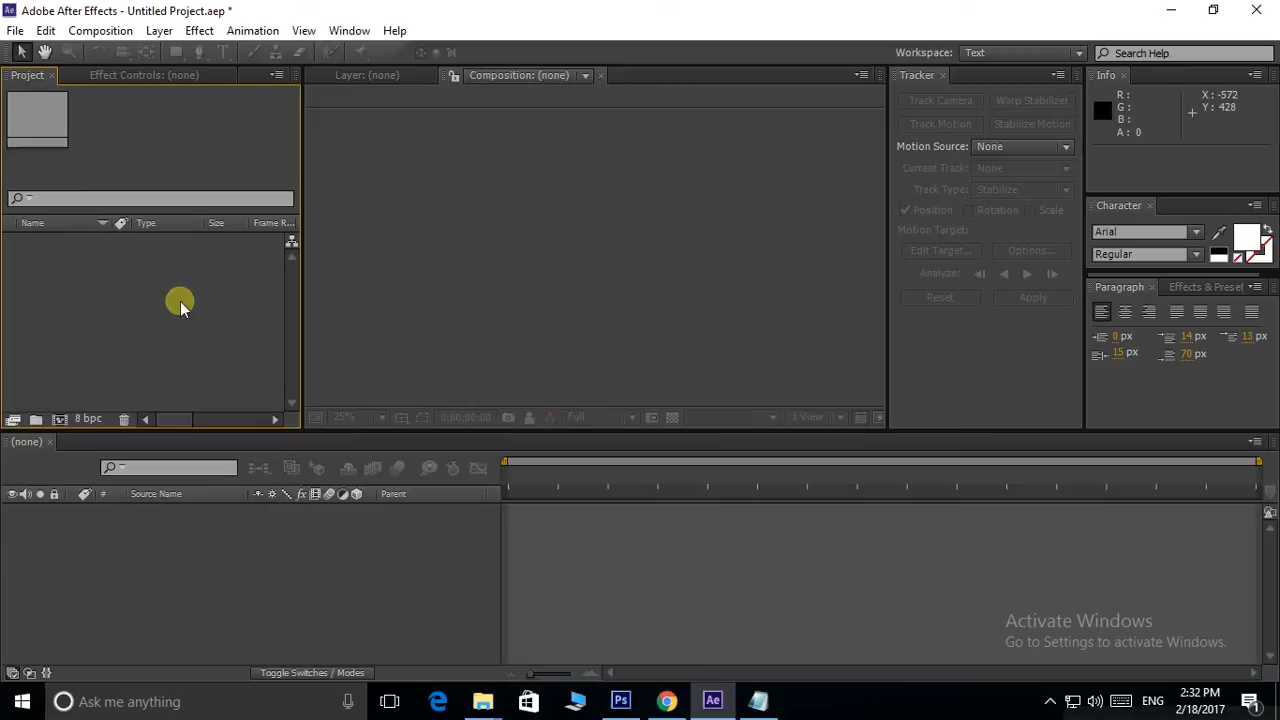 Adobe After Effects - Untitled Project.aep *
File Edit Composition Layer Effect Animation View Window Help
Workspace: Text Search Help
Project Effect Controls: (none) Layer: (none) Composition: (none) Tracker Info
R: X: -572
G: Y: 428
B:
A: 0
Track Camera Warp Stabilizer
Track Motion Stabilize Motion
Motion Source: None
Current Track: None
Track Type: Stabilize
Position Rotation Scale
Motion Target:
Edit Target... Options...
Analyze:
Reset Apply
Character
Arial
Regular
Paragraph Effects & Preset
0 px 14 px 13 px
15 px 70 px
Name Type Size Frame R...
8 bpc
25% 0;00;00;00 Full 1 View
(none)
# Source Name Parent
Toggle Switches / Modes
Activate Windows
Go to Settings to activate Windows.
Ask me anything
ENG
2:32 PM
2/18/2017